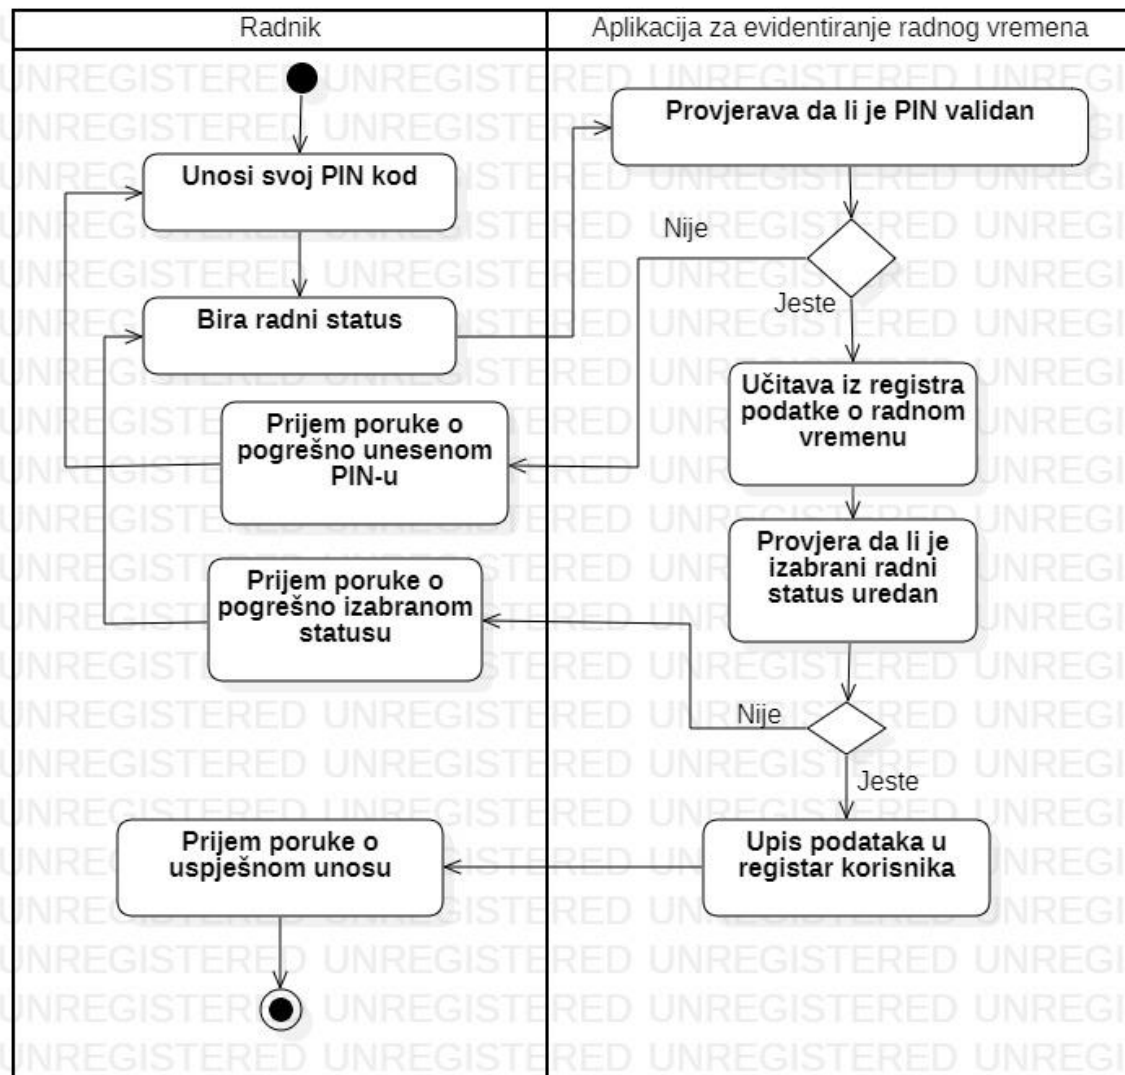 Radnik
Aplikacija za evidentiranje radnog vremena
Provjerava da li je PIN validan
Unosi svoj PIN kod
Nije
Jeste
Bira radni status
Učitava iz registra
podatke o radnom
vremenu
Prijem poruke o
pogrešno unesenom
PIN-u
Provjera da li je
izabrani radni
status uredan
Prijem poruke o
pogrešno izabranom
statusu
Nije
Jeste
Prijem poruke o
uspješnom unosu
Upis podataka u
registar korisnika
UNREGISTERED